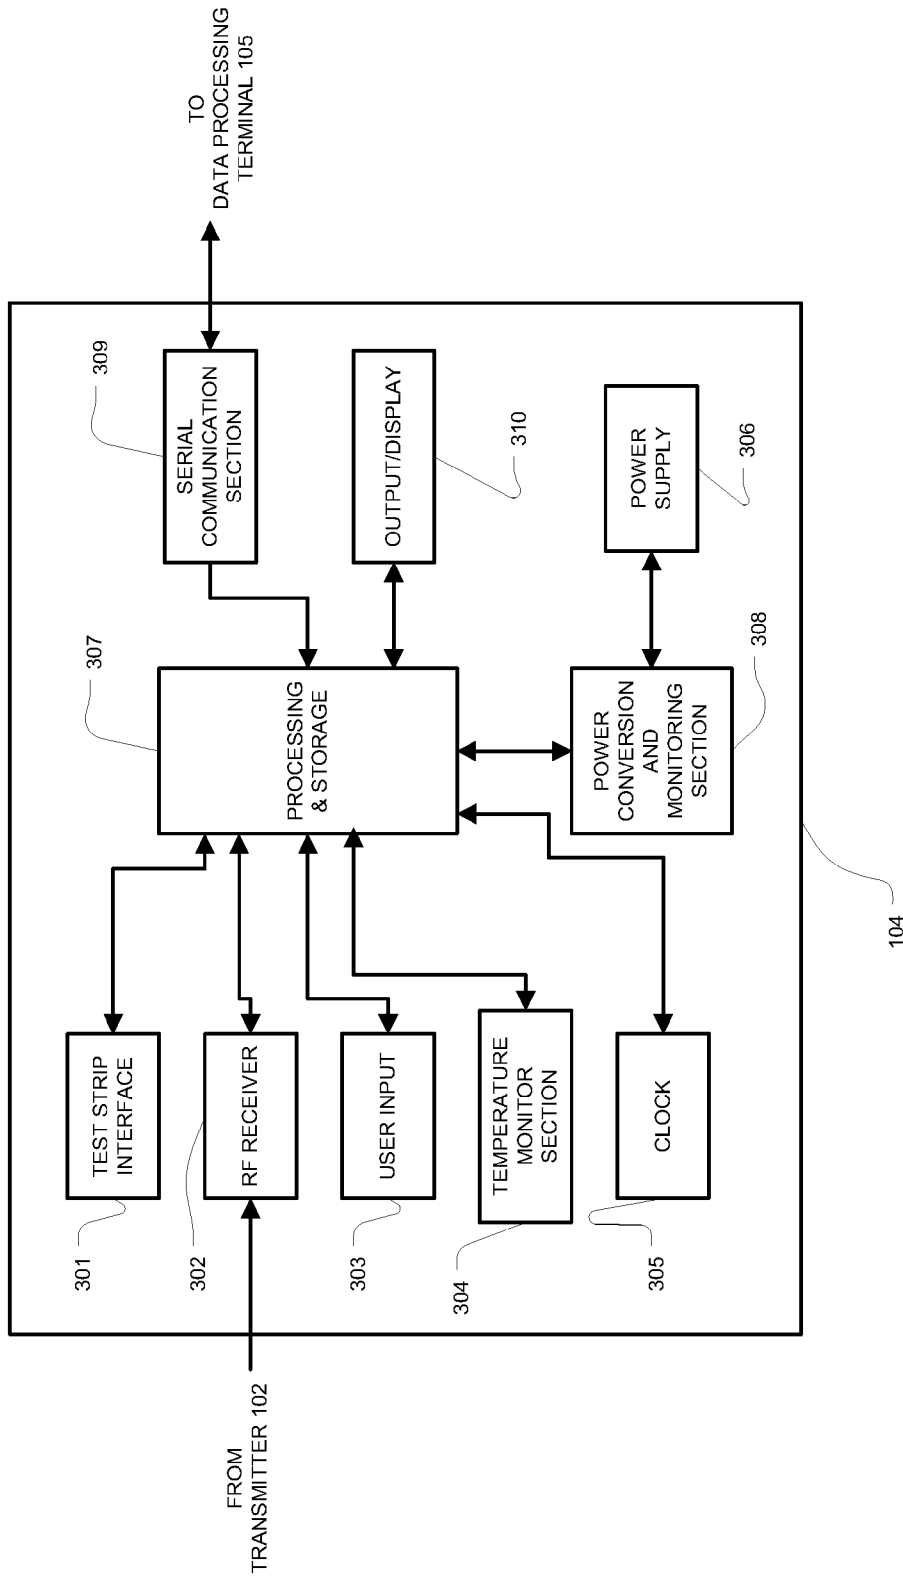 FROM
TRANSMITTER 102
301
TEST STRIP
INTERFACE
302
RF RECEIVER
303
USER INPUT
304
TEMPERATURE
MONITOR
SECTION
305
CLOCK
307
PROCESSING
& STORAGE
308
POWER
CONVERSION
AND
MONITORING
SECTION
309
SERIAL
COMMUNICATION
SECTION
310
OUTPUT/DISPLAY
306
POWER
SUPPLY
TO
DATA PROCESSING
TERMINAL 105
104